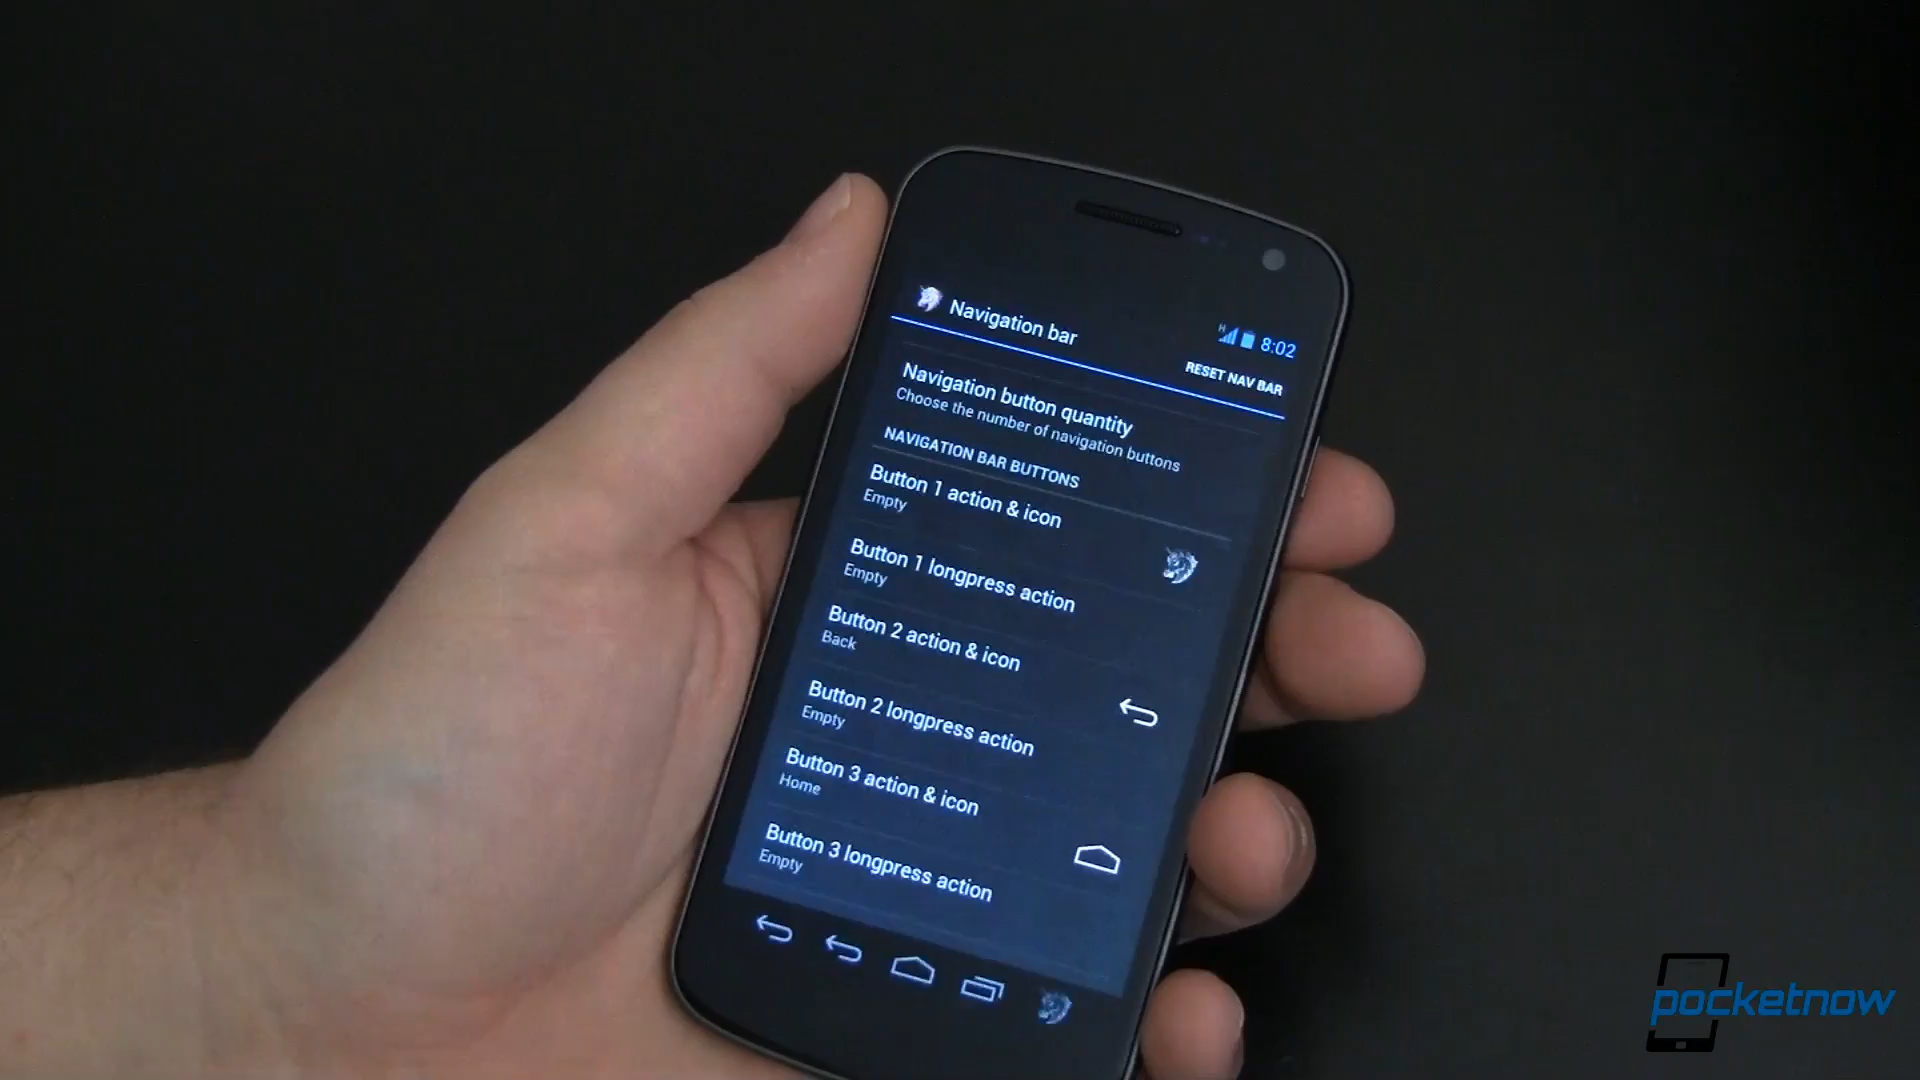 Navigation bar
H 8:02
RESET NAV BAR
Navigation button quantity
Choose the number of navigation buttons
NAVIGATION BAR BUTTONS
Button 1 action & icon
Empty
Button 1 longpress action
Empty
Button 2 action & icon
Back
Button 2 longpress action
Empty
Button 3 action & icon
Home
Button 3 longpress action
Empty
pocketnow